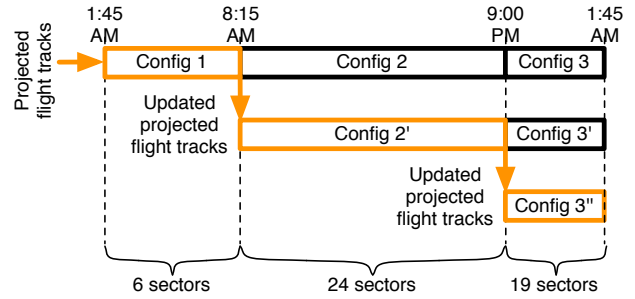 1:45 AM
8:15 AM
9:00 PM
1:45 AM
Projected flight tracks
Config 1
Config 2
Config 3
Updated
projected
flight tracks
Config 2'
Config 3'
Updated
projected
flight tracks
Config 3"
6 sectors
24 sectors
19 sectors